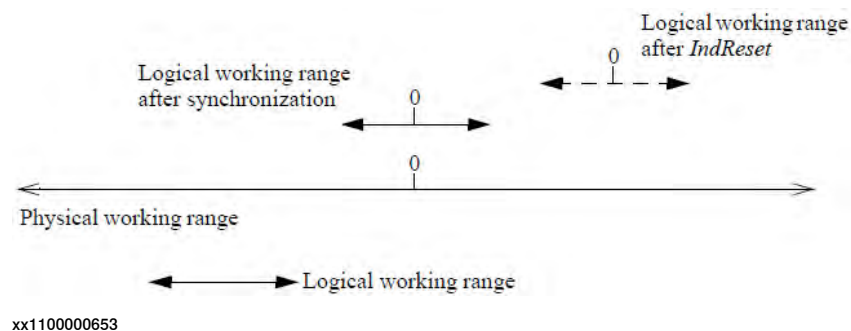 Logical working range
after IndReset
0
Logical working range
after synchronization
0
0
Physical working range
Logical working range
xx1100000653